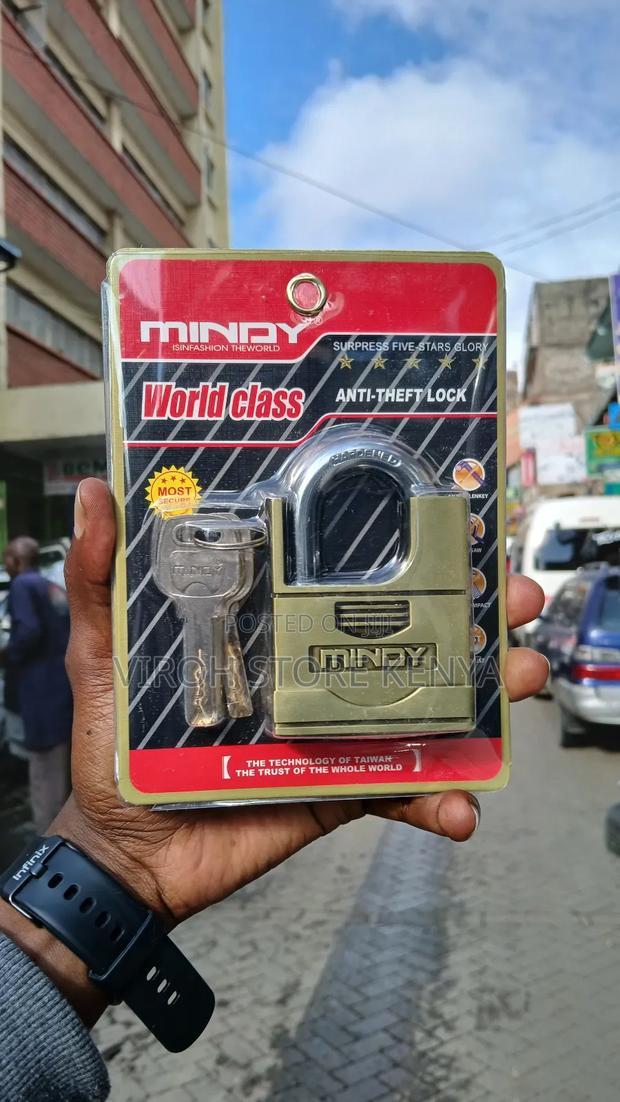 MINDY®
ISINFASHION THEWORLD
SURPRESS FIVE-STARS GLORY
World class
ANTI-THEFT LOCK
HARDENED
MOST
SECURE
MINDY
MINDY
POSTED ON JIJI
VIRCH STORE KENYA
【 THE TECHNOLOGY OF TAIWAN
THE TRUST OF THE WHOLE WORLD 】
Infinix